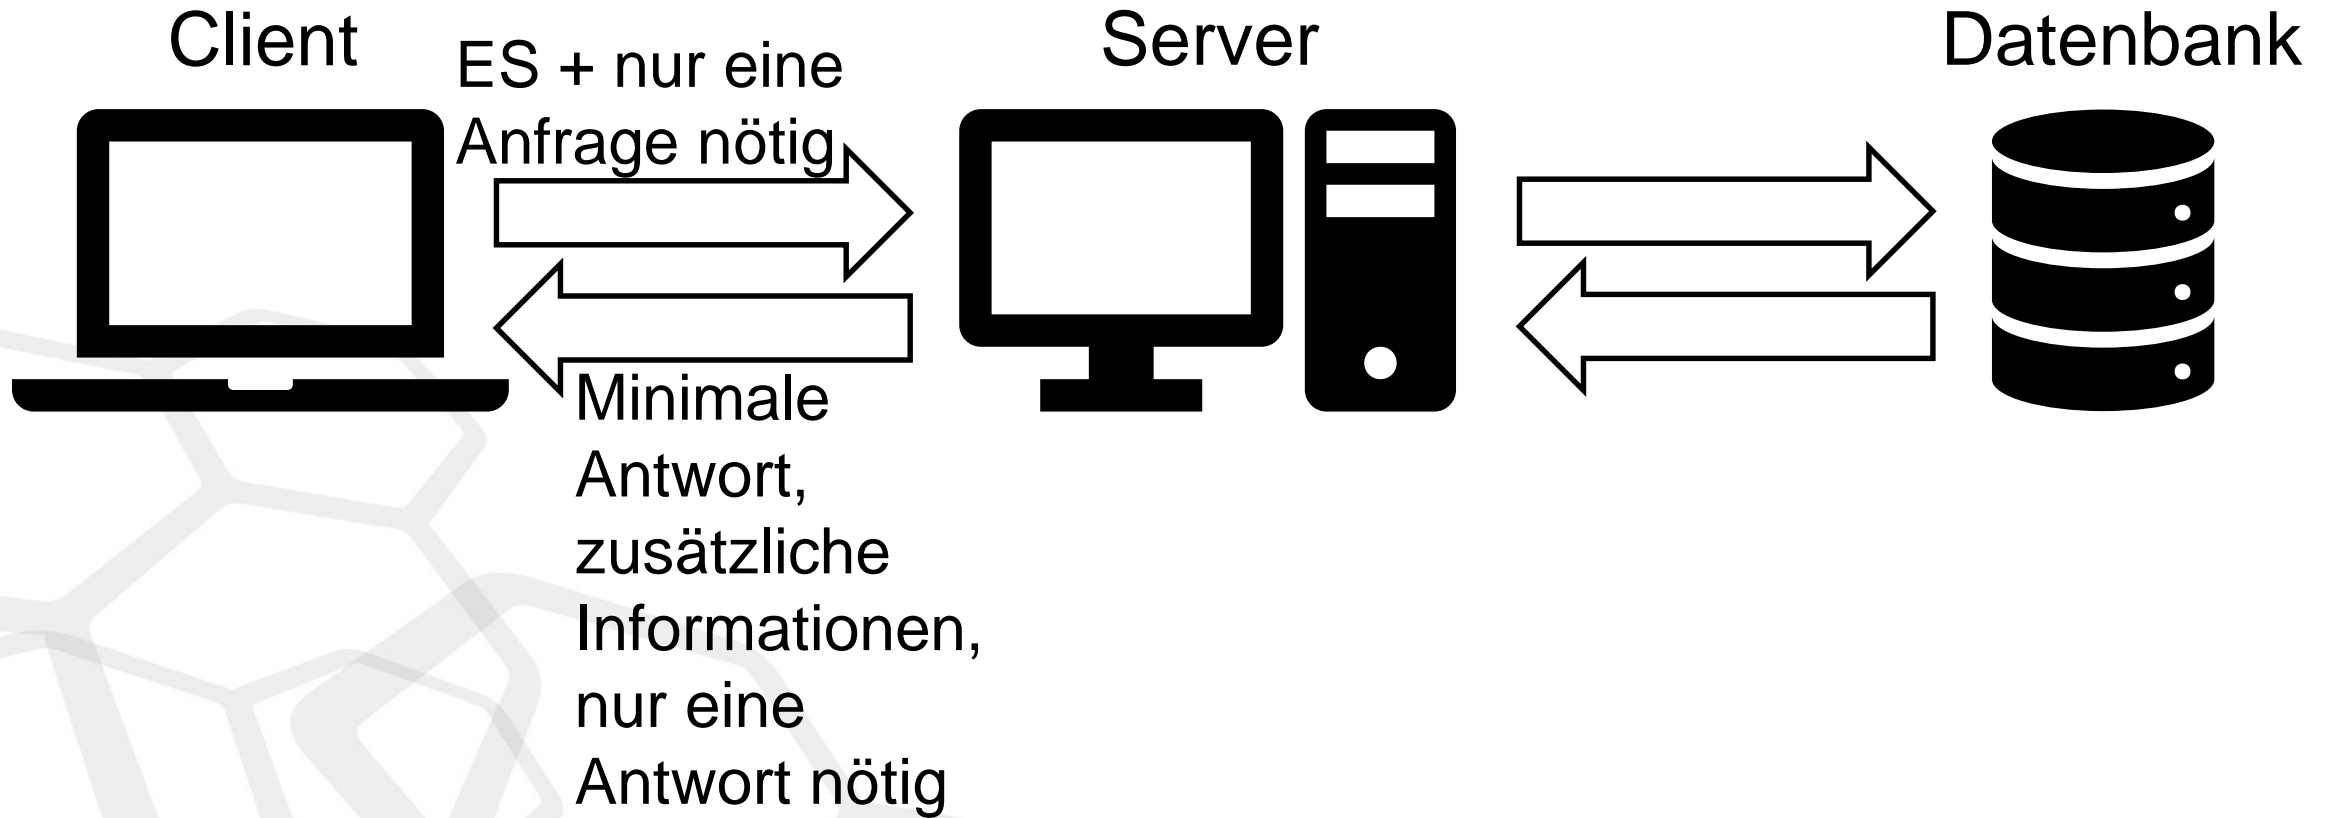 Client
ES + nur eine
Anfrage nötig
Server
Datenbank
Minimale
Antwort,
zusätzliche
Informationen,
nur eine
Antwort nötig